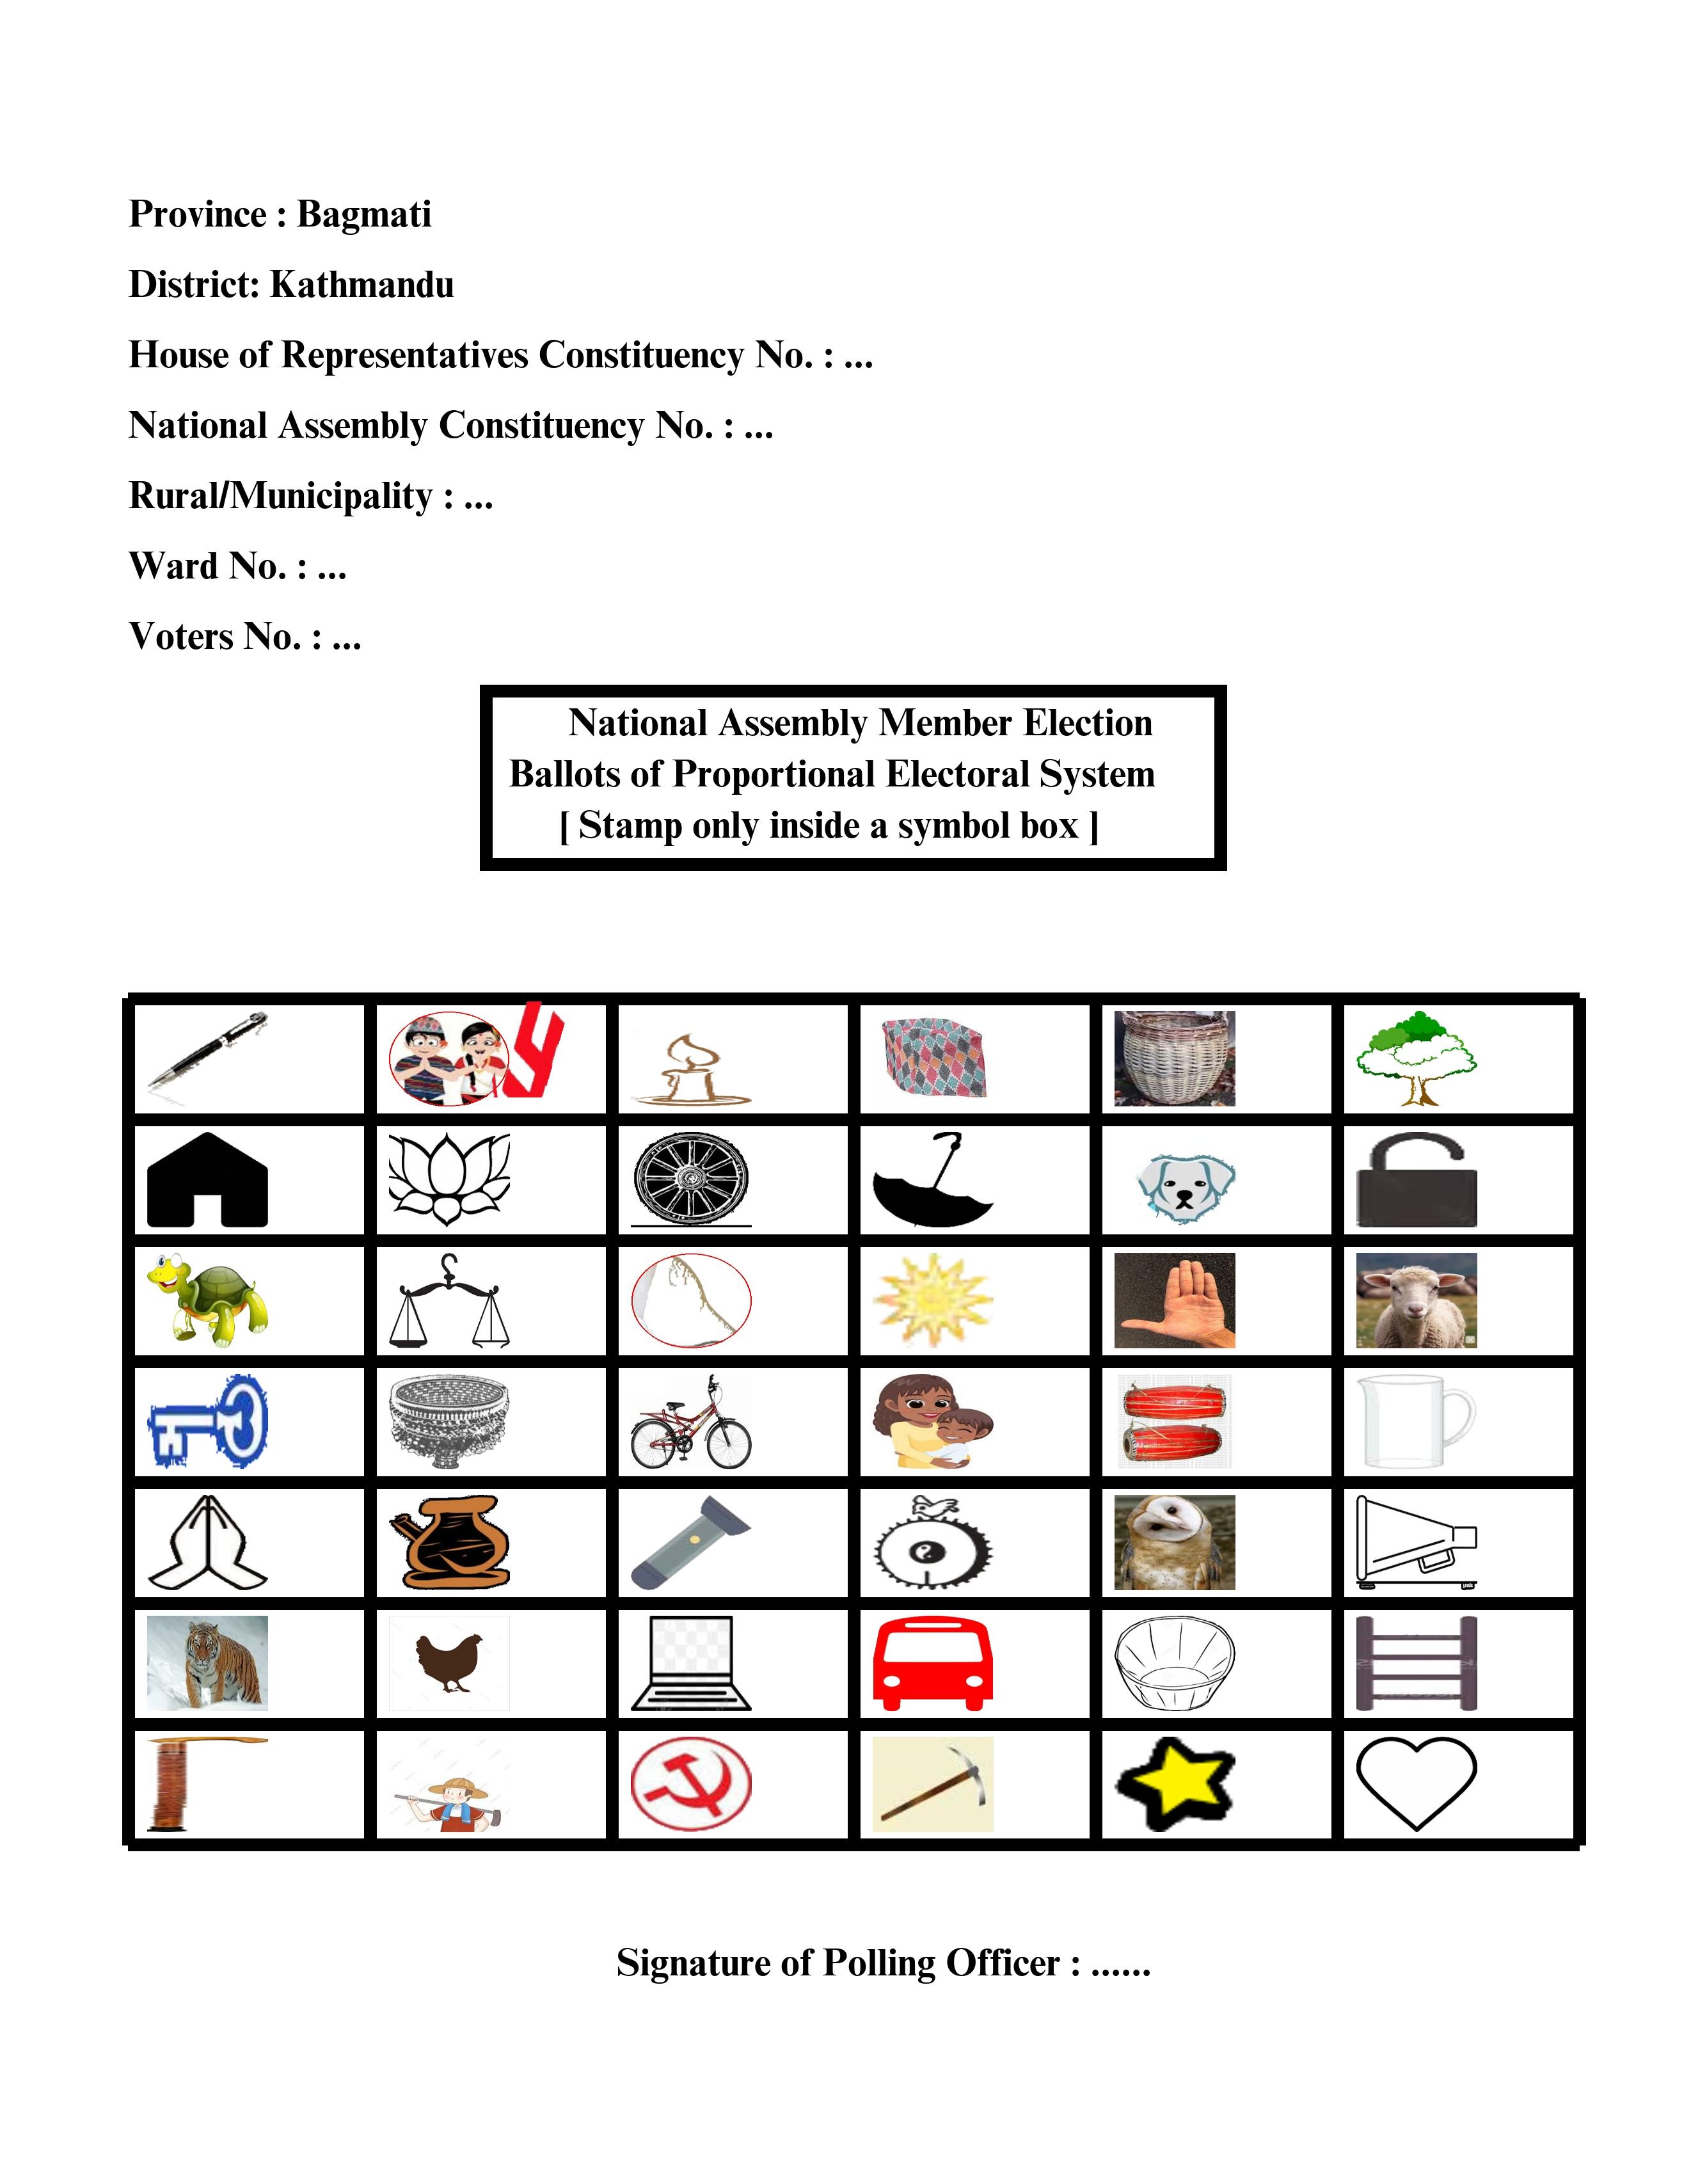 Province : Bagmati
District: Kathmandu
House of Representatives Constituency No. : ...
National Assembly Constituency No. : ...
Rural/Municipality : ...
Ward No. : ...
Voters No. : ...
National Assembly Member Election
Ballots of Proportional Electoral System
[ Stamp only inside a symbol box ]
Signature of Polling Officer : ......